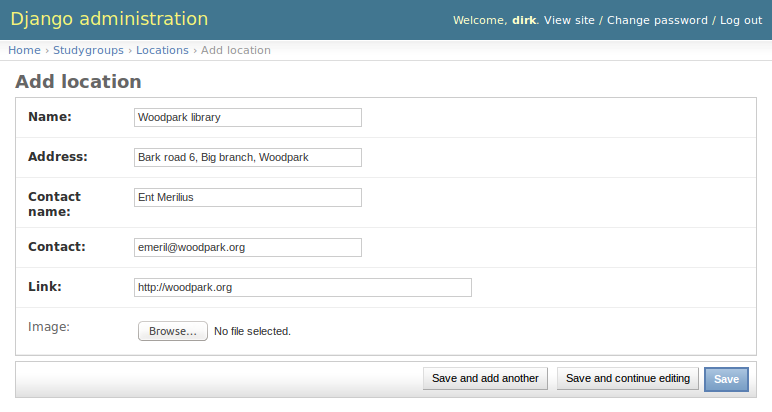 Django administration
Welcome, dirk. View site / Change password / Log out
Home › Studygroups › Locations › Add location
Add location
Name: Woodpark library
Address: Bark road 6, Big branch, Woodpark
Contact name: Ent Merilius
Contact: emeril@woodpark.org
Link: http://woodpark.org
Image: Browse... No file selected.
Save and add another Save and continue editing Save